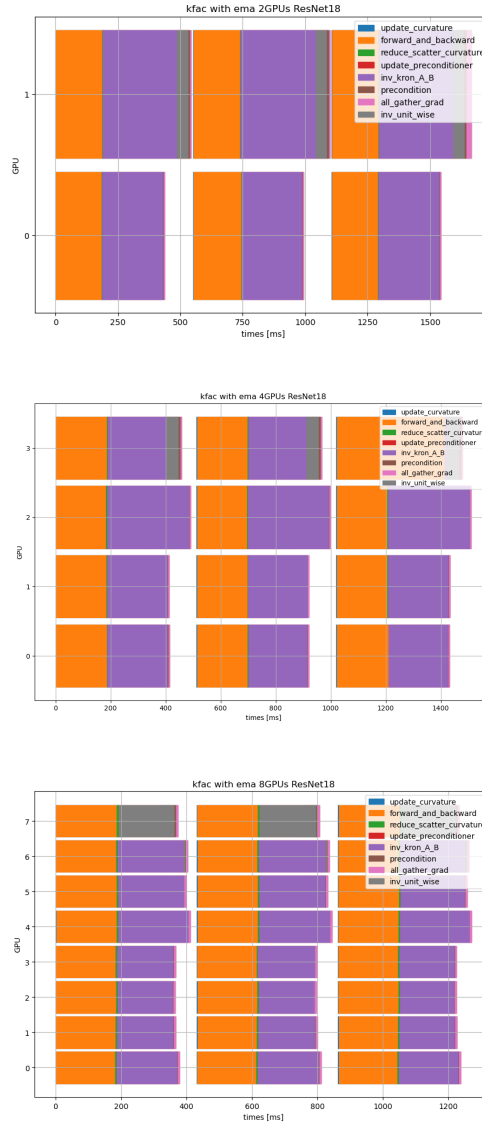 kfac with ema 2GPUs ResNet18
update_curvature
forward_and_backward
reduce_scatter_curvature
update_preconditioner
inv_kron_A_B
precondition
all_gather_grad
inv_unit_wise
1
GPU
0
0 250 500 750 1000 1250 1500
times [ms]
kfac with ema 4GPUs ResNet18
update_curvature
forward_and_backward
reduce_scatter_curvature
update_preconditioner
inv_kron_A_B
precondition
all_gather_grad
inv_unit_wise
3
2
GPU
1
0
0 200 400 600 800 1000 1200 1400
times [ms]
kfac with ema 8GPUs ResNet18
update_curvature
forward_and_backward
reduce_scatter_curvature
update_preconditioner
inv_kron_A_B
precondition
all_gather_grad
inv_unit_wise
7
6
5
4
GPU
3
2
1
0
0 200 400 600 800 1000 1200
times [ms]